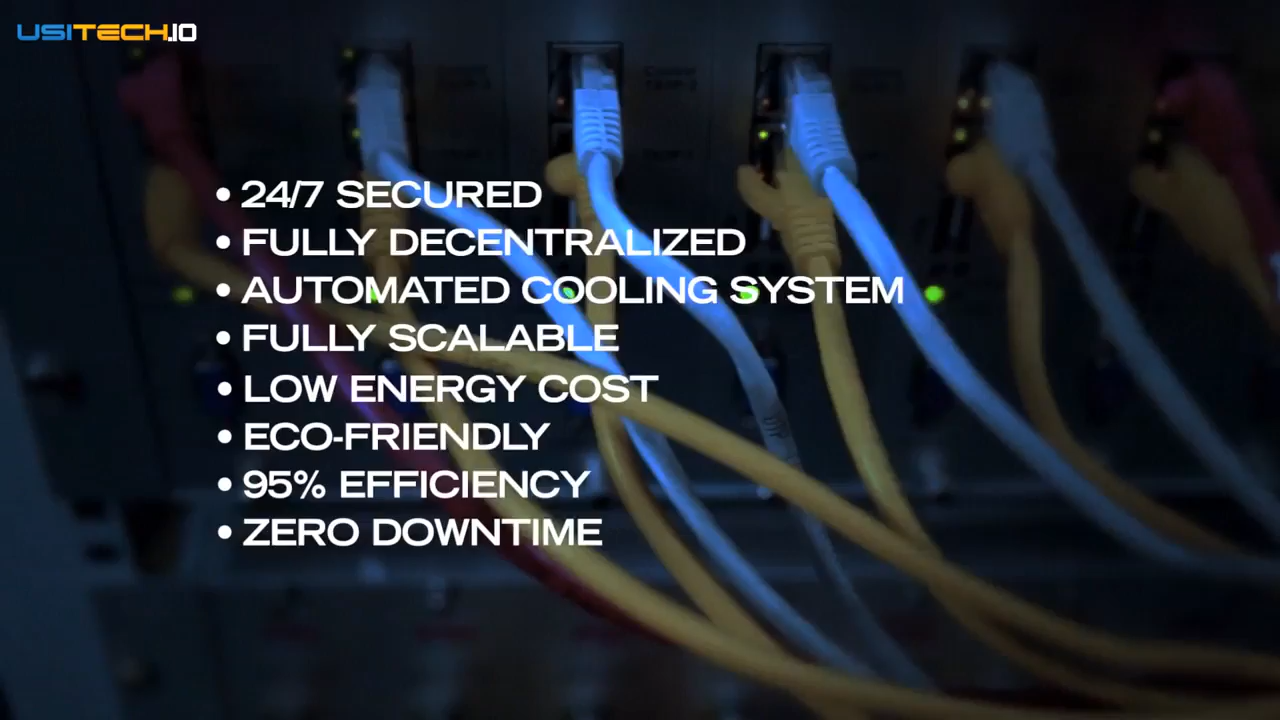 USITECH.IO
• 24/7 SECURED
• FULLY DECENTRALIZED
• AUTOMATED COOLING SYSTEM
• FULLY SCALABLE
• LOW ENERGY COST
• ECO-FRIENDLY
• 95% EFFICIENCY
• ZERO DOWNTIME